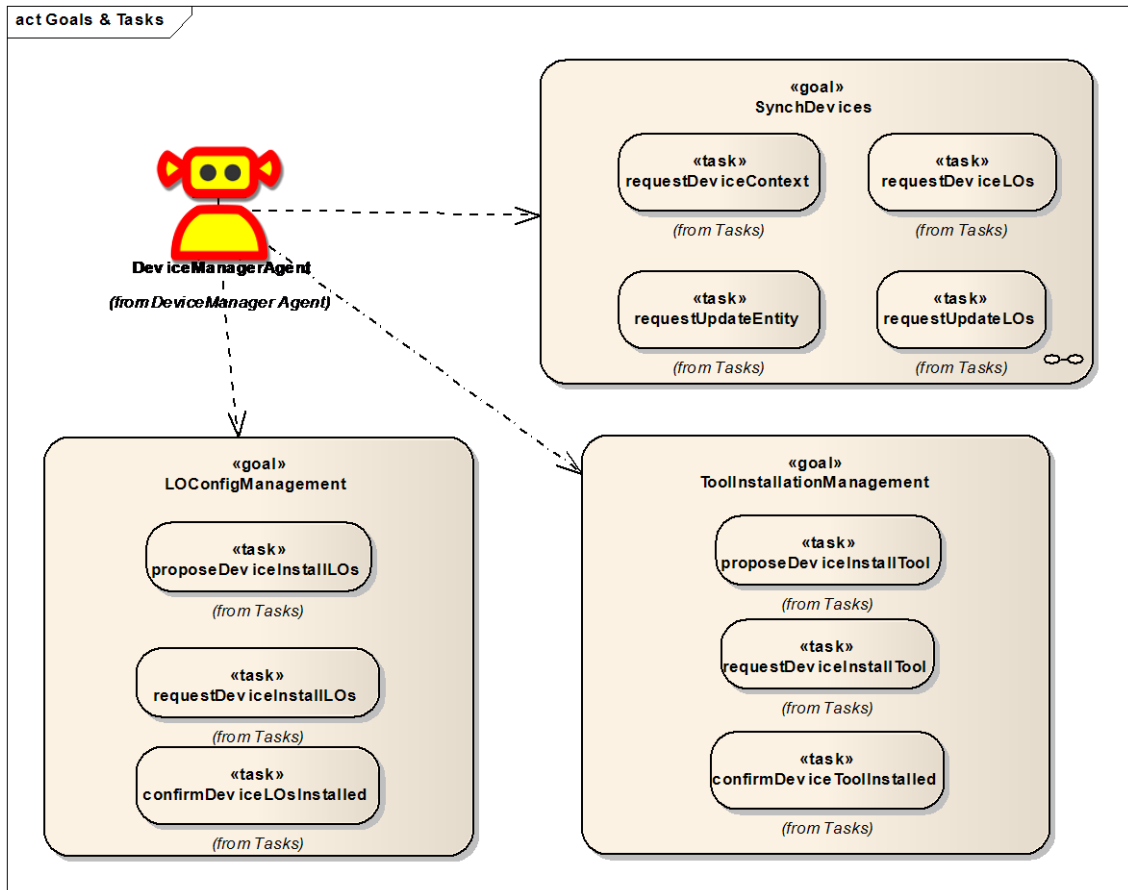 act Goals & Tasks
«goal»
SynchDevices
«task»
requestDeviceContext
(from Tasks)
«task»
requestDeviceLOs
(from Tasks)
«task»
requestUpdateEntity
(from Tasks)
«task»
requestUpdateLOs
(from Tasks)
DeviceManagerAgent
(from DeviceManager Agent)
«goal»
LOConfigManagement
«task»
proposeDeviceInstallLOs
(from Tasks)
«task»
requestDeviceInstallLOs
(from Tasks)
«task»
confirmDeviceLOsInstalled
(from Tasks)
«goal»
ToolInstallationManagement
«task»
proposeDeviceInstallTool
(from Tasks)
«task»
requestDeviceInstallTool
(from Tasks)
«task»
confirmDeviceToolInstalled
(from Tasks)